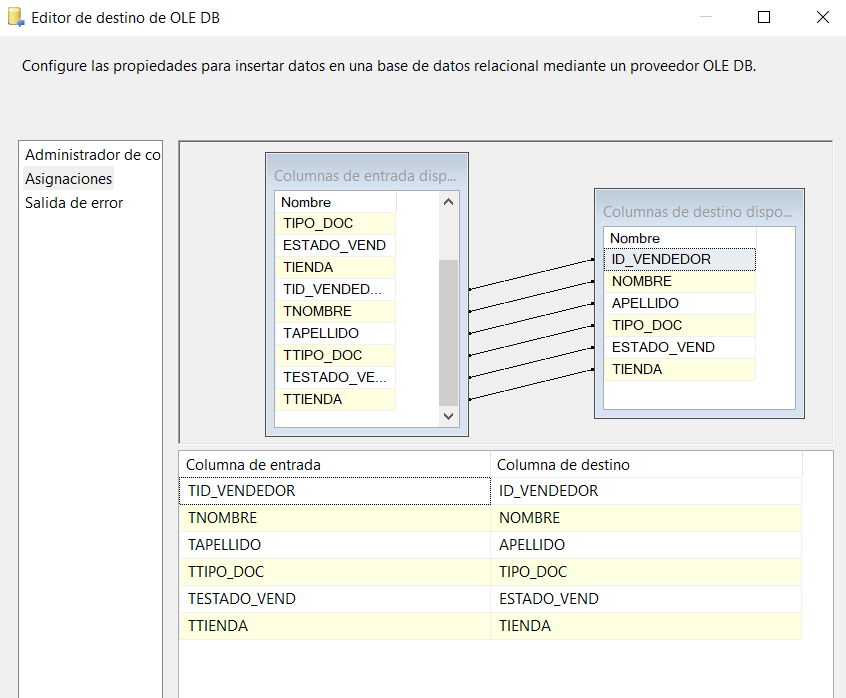 Editor de destino de OLE DB
Configure las propiedades para insertar datos en una base de datos relacional mediante un proveedor OLE DB.
Administrador de co
Asignaciones
Salida de error
Columnas de entrada disp...
Nombre
TIPO_DOC
ESTADO_VEND
TIENDA
TID_VENDED...
TNOMBRE
TAPELLIDO
TTIPO_DOC
TESTADO_VE...
TTIENDA
Columnas de destino dispo...
Nombre
ID_VENDEDOR
NOMBRE
APELLIDO
TIPO_DOC
ESTADO_VEND
TIENDA
Columna de entrada Columna de destino
TID_VENDEDOR ID_VENDEDOR
TNOMBRE NOMBRE
TAPELLIDO APELLIDO
TTIPO_DOC TIPO_DOC
TESTADO_VEND ESTADO_VEND
TTIENDA TIENDA